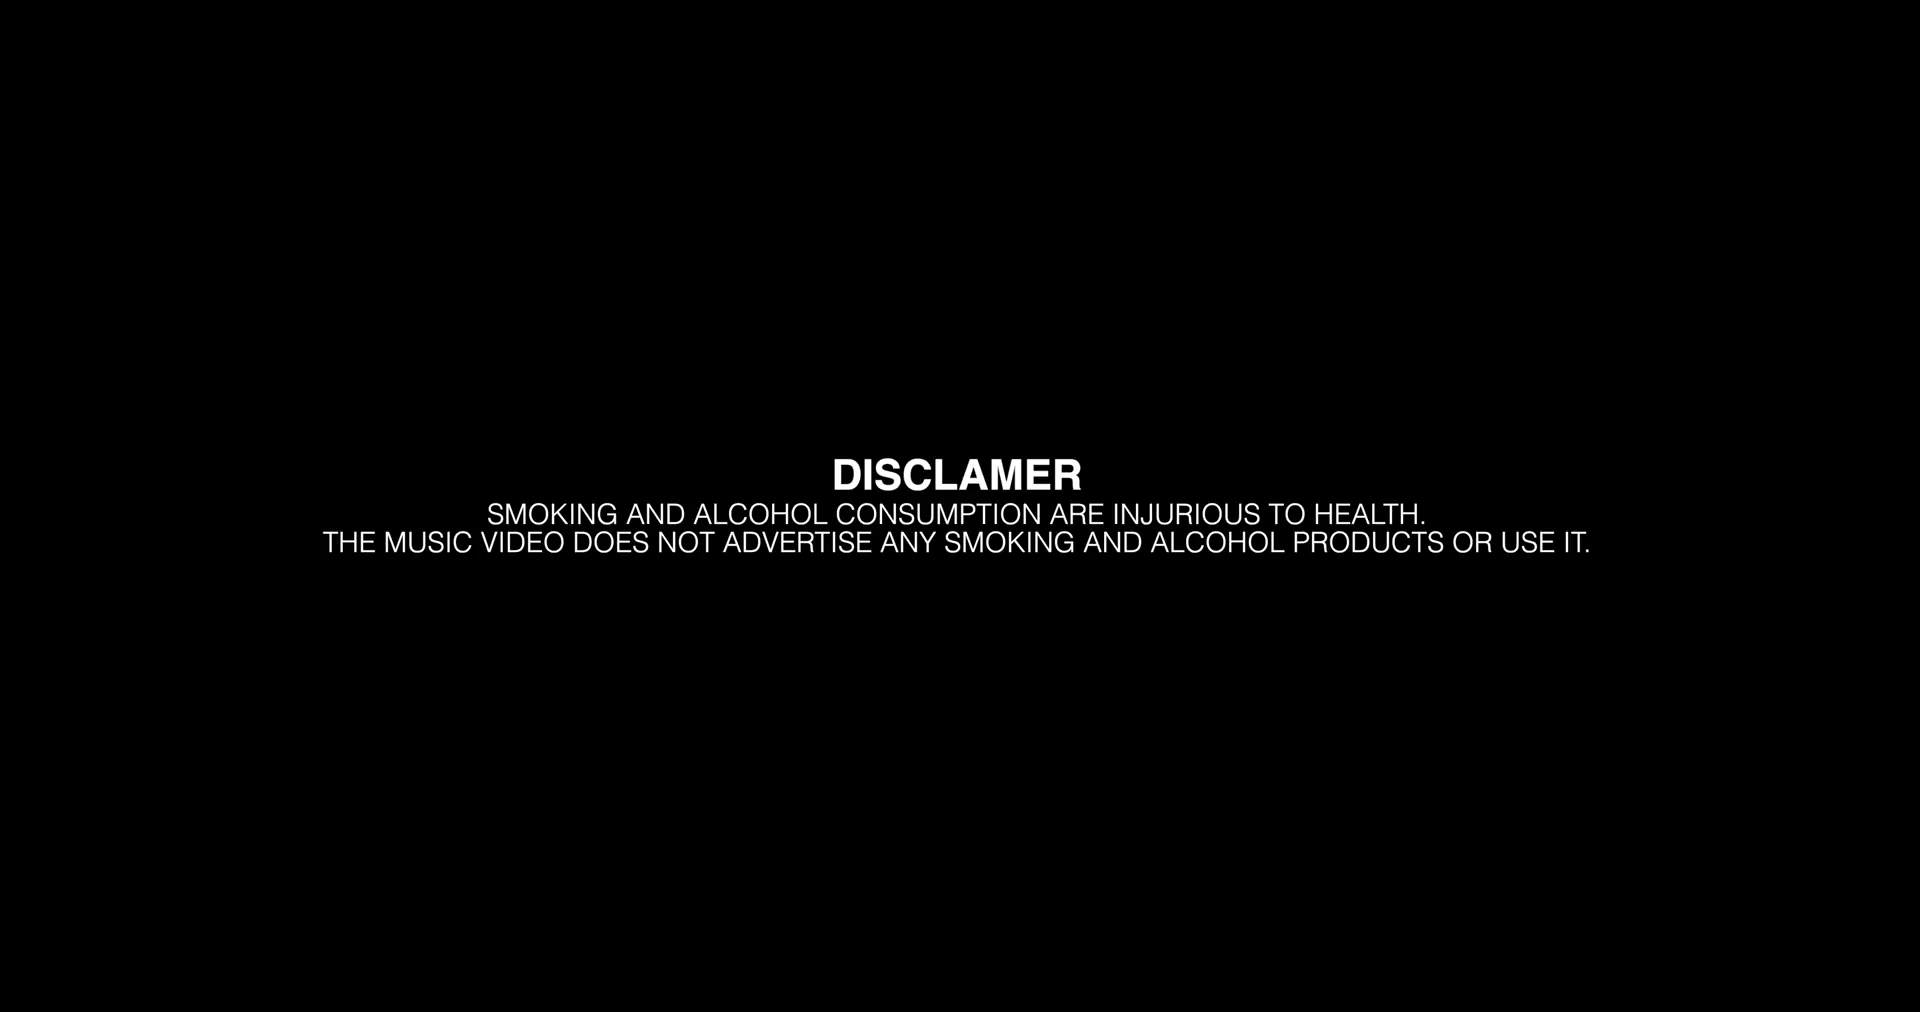 DISCLAMER
SMOKING AND ALCOHOL CONSUMPTION ARE INJURIOUS TO HEALTH.
THE MUSIC VIDEO DOES NOT ADVERTISE ANY SMOKING AND ALCOHOL PRODUCTS OR USE IT.